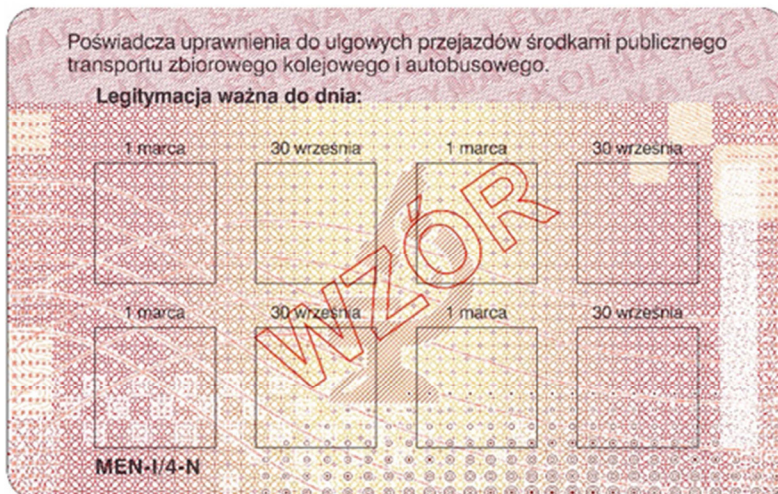 Poświadcza uprawnienia do ulgowych przejazdów środkami publicznego
transportu zbiorowego kolejowego i autobusowego.
Legitymacja ważna do dnia:
1 marca 30 września 1 marca 30 września
WZÓR
1 marca 30 września 1 marca 30 września
MEN-I/4-N